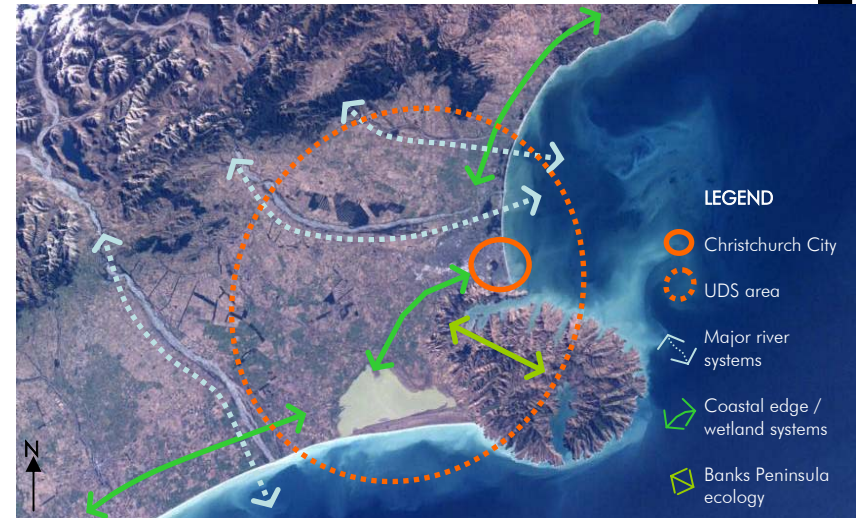 LEGEND
Christchurch City
UDS area
Major river
systems
Coastal edge /
wetland systems
Banks Peninsula
ecology
N